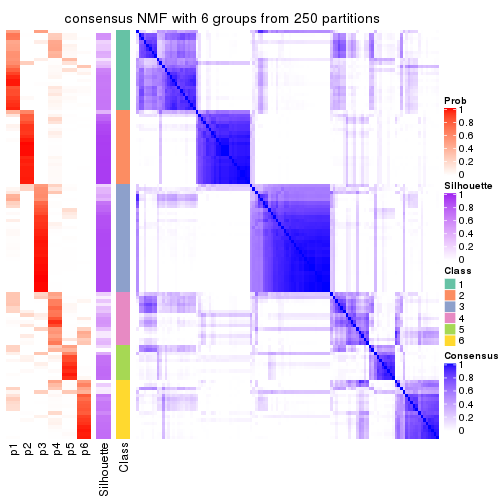 consensus NMF with 6 groups from 250 partitions
p1
p2
p3
p4
p5
p6
Silhouette
Class
Prob
1
0.8
0.6
0.4
0.2
0
Silhouette
1
0.8
0.6
0.4
0.2
0
Class
1
2
3
4
5
6
Consensus
1
0.8
0.6
0.4
0.2
0